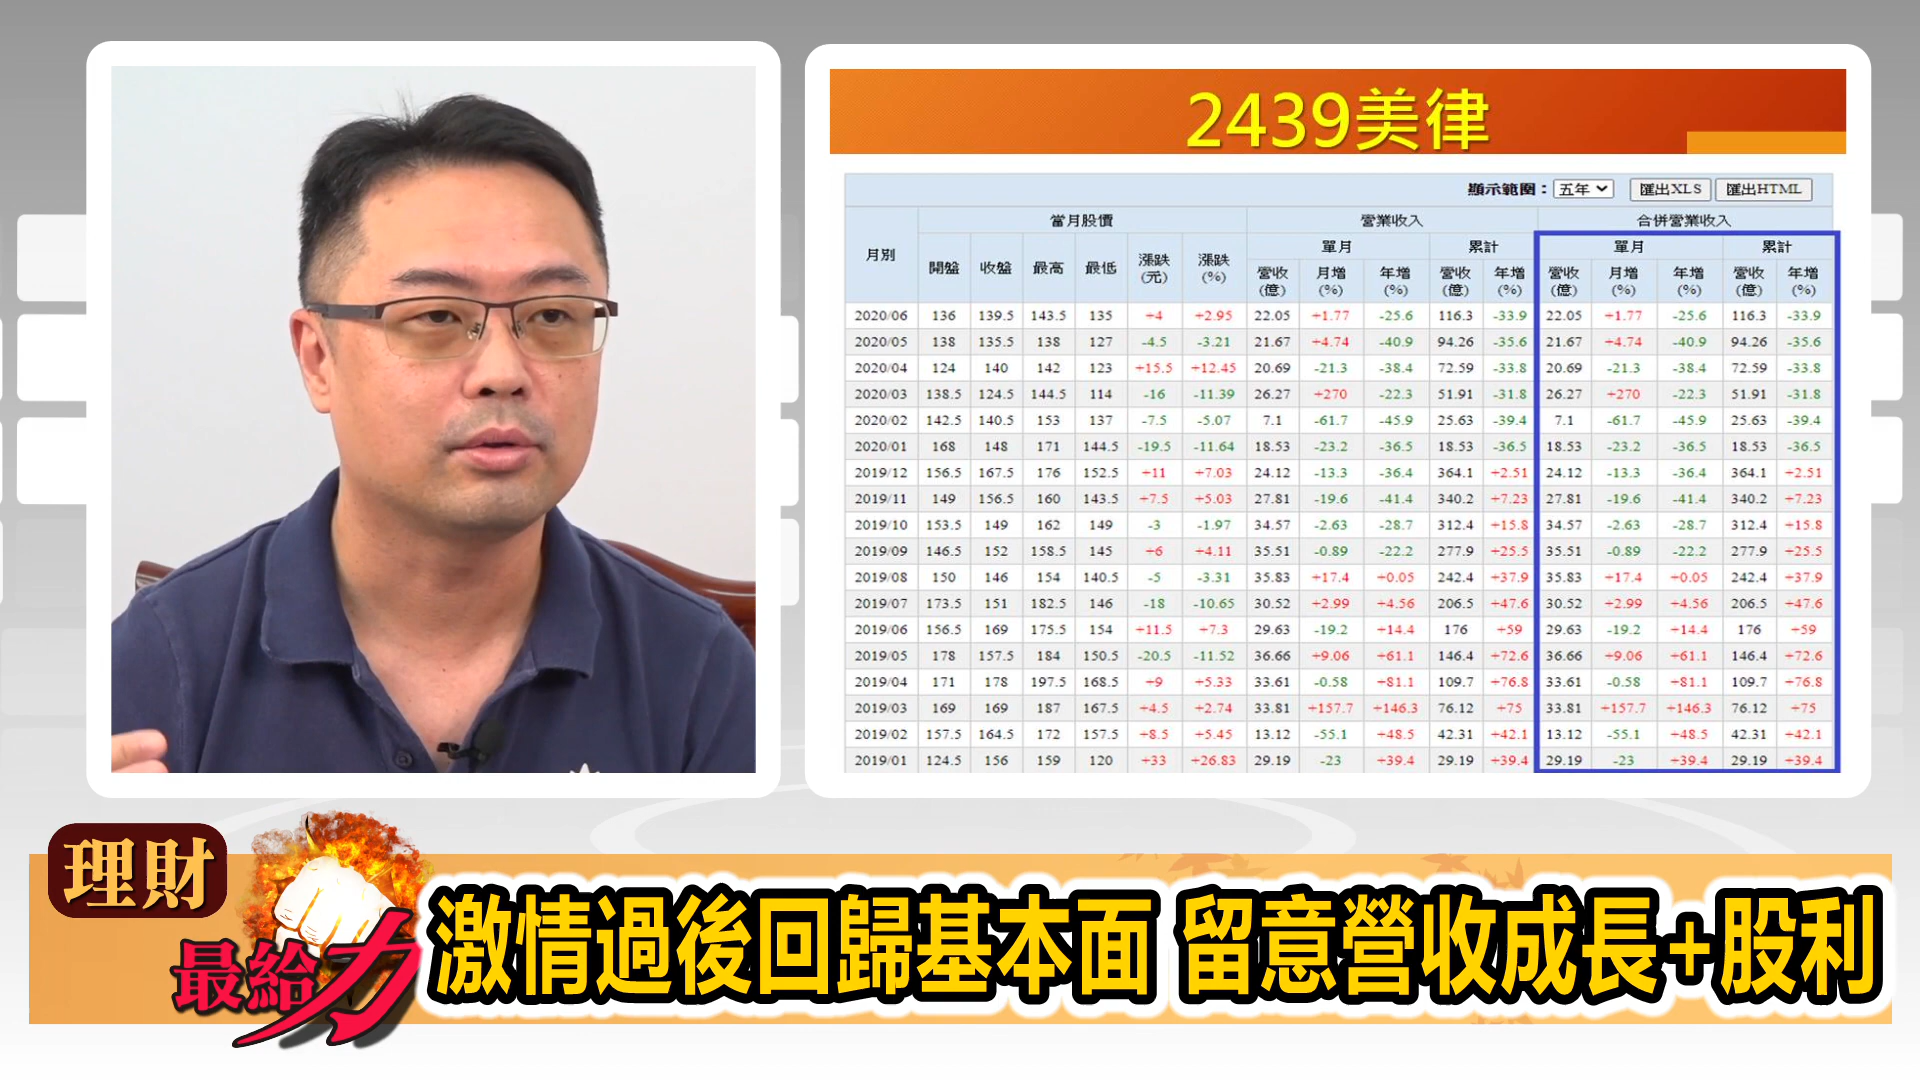 2439美律
顯示範圍：五年 匯出XLS 匯出HTML
月別 當月股價 營業收入 合併營業收入
單月 累計 單月 累計
開盤 收盤 最高 最低 漲跌(元) 漲跌(%) 營收(億) 月增(%) 年增(%) 營收(億) 年增(%) 營收(億) 月增(%) 年增(%) 營收(億) 年增(%)
2020/06 136 139.5 143.5 135 +4 +2.95 22.05 +1.77 -25.6 116.3 -33.9 22.05 +1.77 -25.6 116.3 -33.9
2020/05 138 135.5 138 127 -4.5 -3.21 21.67 +4.74 -40.9 94.26 -35.6 21.67 +4.74 -40.9 94.26 -35.6
2020/04 124 140 142 123 +15.5 +12.45 20.69 -21.3 -38.4 72.59 -33.8 20.69 -21.3 -38.4 72.59 -33.8
2020/03 138.5 124.5 144.5 114 -16 -11.39 26.27 +270 -22.3 51.91 -31.8 26.27 +270 -22.3 51.91 -31.8
2020/02 142.5 140.5 153 137 -7.5 -5.07 7.1 -61.7 -45.9 25.63 -39.4 7.1 -61.7 -45.9 25.63 -39.4
2020/01 168 148 171 144.5 -19.5 -11.64 18.53 -23.2 -36.5 18.53 -36.5 18.53 -23.2 -36.5 18.53 -36.5
2019/12 156.5 167.5 176 152.5 +11 +7.03 24.12 -13.3 -36.4 364.1 +2.51 24.12 -13.3 -36.4 364.1 +2.51
2019/11 149 156.5 160 143.5 +7.5 +5.03 27.81 -19.6 -41.4 340.2 +7.23 27.81 -19.6 -41.4 340.2 +7.23
2019/10 153.5 149 162 149 -3 -1.97 34.57 -2.63 -28.7 312.4 +15.8 34.57 -2.63 -28.7 312.4 +15.8
2019/09 146.5 152 158.5 145 +6 +4.11 35.51 -0.89 -22.2 277.9 +25.5 35.51 -0.89 -22.2 277.9 +25.5
2019/08 150 146 154 140.5 -5 -3.31 35.83 +17.4 +0.05 242.4 +37.9 35.83 +17.4 +0.05 242.4 +37.9
2019/07 173.5 151 182.5 146 -18 -10.65 30.52 +2.99 +4.56 206.5 +47.6 30.52 +2.99 +4.56 206.5 +47.6
2019/06 156.5 169 175.5 154 +11.5 +7.3 29.63 -19.2 +14.4 176 +59 29.63 -19.2 +14.4 176 +59
2019/05 178 157.5 184 150.5 -20.5 -11.52 36.66 +9.06 +61.1 146.4 +72.6 36.66 +9.06 +61.1 146.4 +72.6
2019/04 171 178 197.5 168.5 +9 +5.33 33.61 -0.58 +81.1 109.7 +76.8 33.61 -0.58 +81.1 109.7 +76.8
2019/03 169 169 187 167.5 +4.5 +2.74 33.81 +157.7 +146.3 76.12 +75 33.81 +157.7 +146.3 76.12 +75
2019/02 157.5 164.5 172 157.5 +8.5 +5.45 13.12 -55.1 +48.5 42.31 +42.1 13.12 -55.1 +48.5 42.31 +42.1
2019/01 124.5 156 159 120 +33 +26.83 29.19 -23 +39.4 29.19 +39.4 29.19 -23 +39.4 29.19 +39.4
理財
最給力
激情過後回歸基本面 留意營收成長+股利